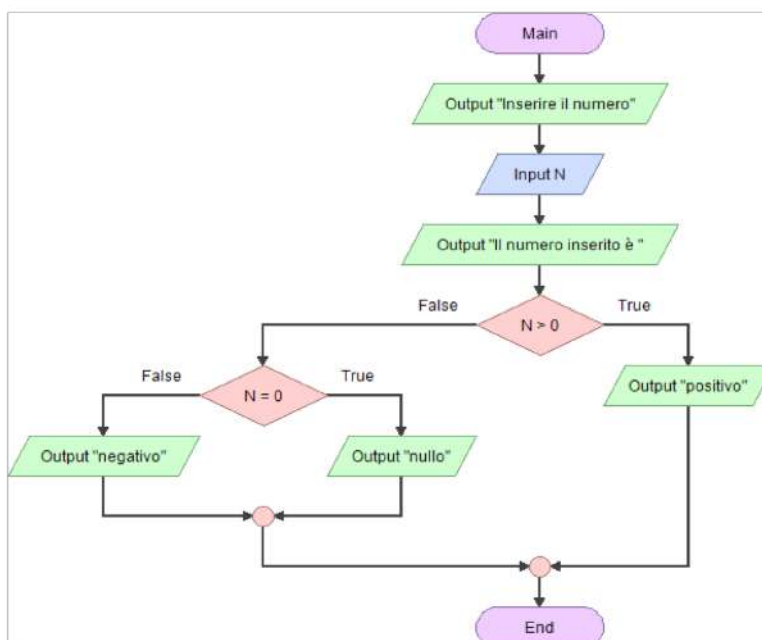 Main
Output "Inserire il numero"
Input N
Output "Il numero inserito è "
False
True
N > 0
False
True
N = 0
Output "positivo"
Output "negativo"
Output "nullo"
End